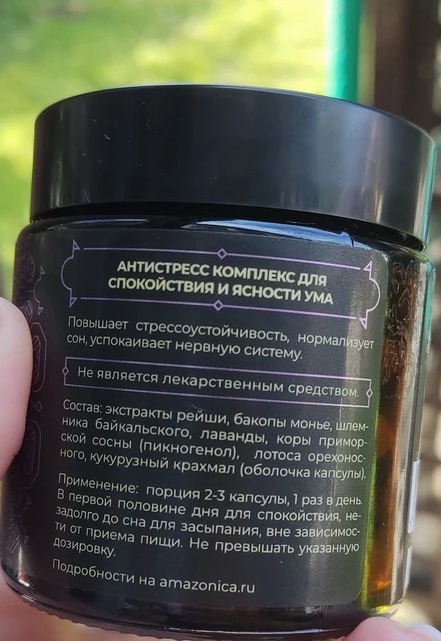 АНТИСТРЕСС КОМПЛЕКС ДЛЯ
СПОКОЙСТВИЯ И ЯСНОСТИ УМА
Повышает стрессоустойчивость, нормализует
сон, успокаивает нервную систему.
Не является лекарственным средством.
Состав: экстракты рейши, бакопы монье, шлем-
ника байкальского, лаванды, коры примор-
ской сосны (пикногенол), лотоса орехонос-
ного, кукурузный крахмал (оболочка капсулы).
Применение: порция 2-3 капсулы, 1 раз в день.
В первой половине дня для спокойствия, не-
задолго до сна для засыпания, вне зависимос-
ти от приема пищи. Не превышать указанную
дозировку.
Подробности на amazonica.ru